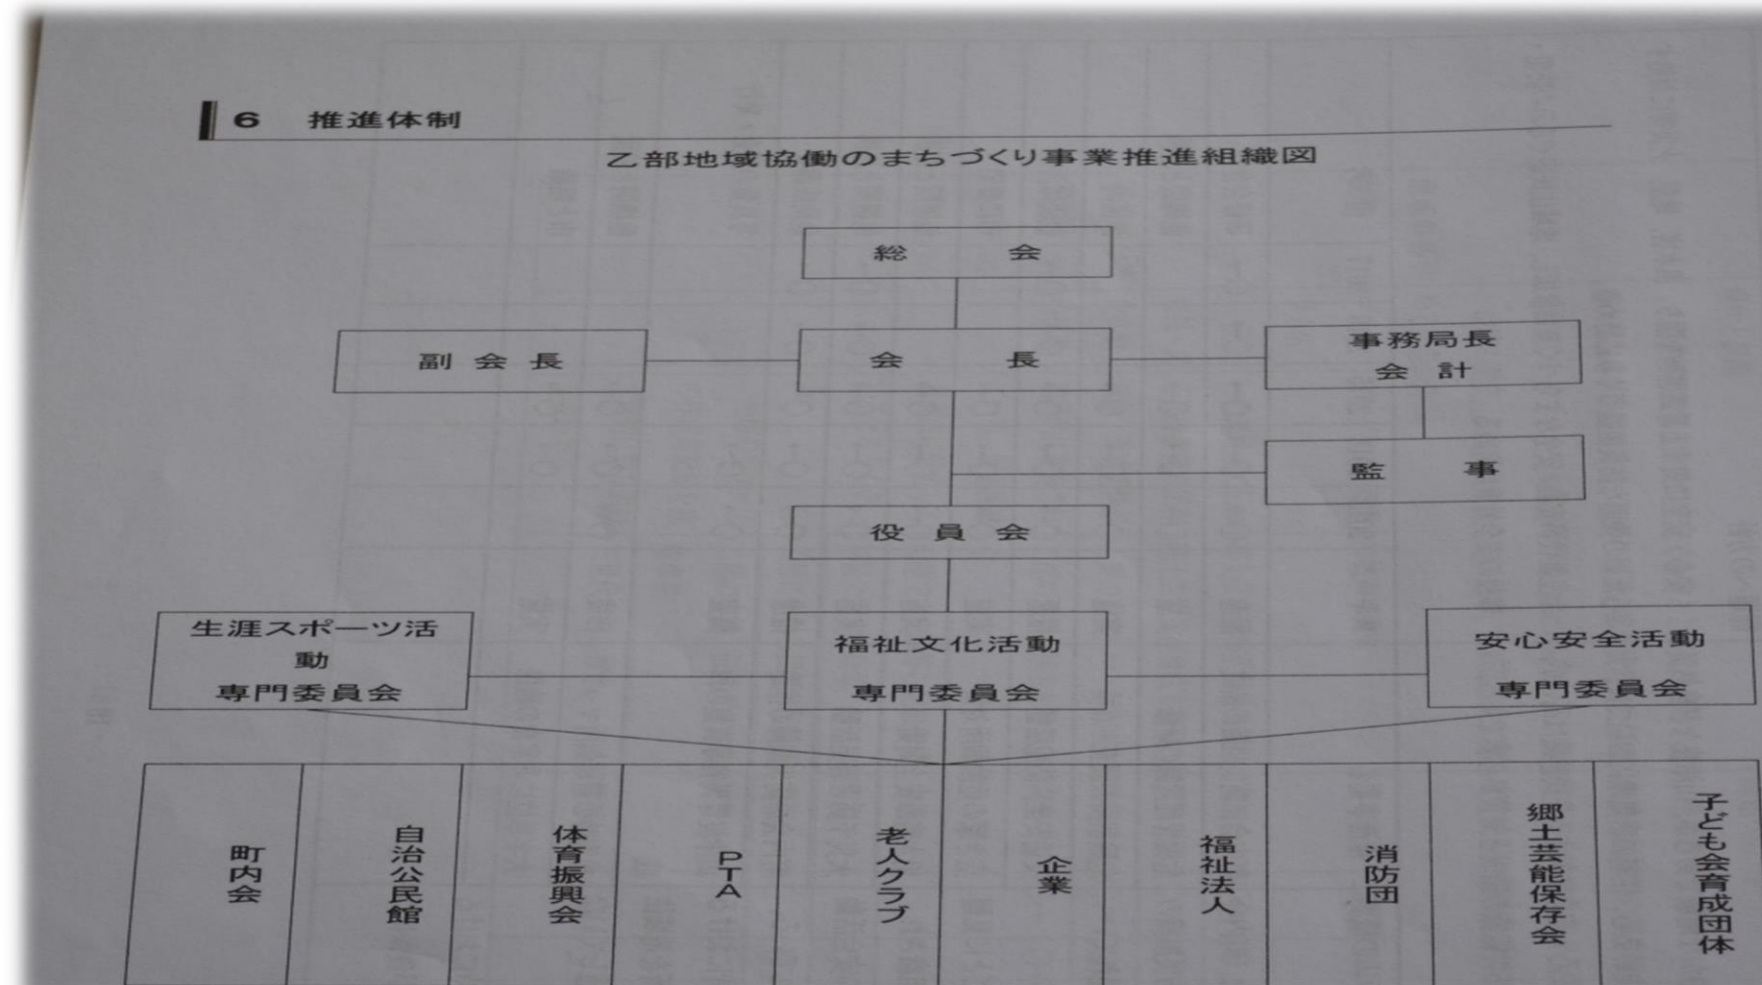 6 推進体制
乙部地域協働のまちづくり事業推進組織図
総 会
副 会 長
会 長
事務局長
会 計
監 事
役 員 会
生涯スポーツ活
動
専門委員会
福祉文化活動
専門委員会
安心安全活動
専門委員会
町内会
自治公民館
体育振興会
PTA
老人クラブ
企業
福祉法人
消防団
郷土芸能保存会
子ども会育成団体